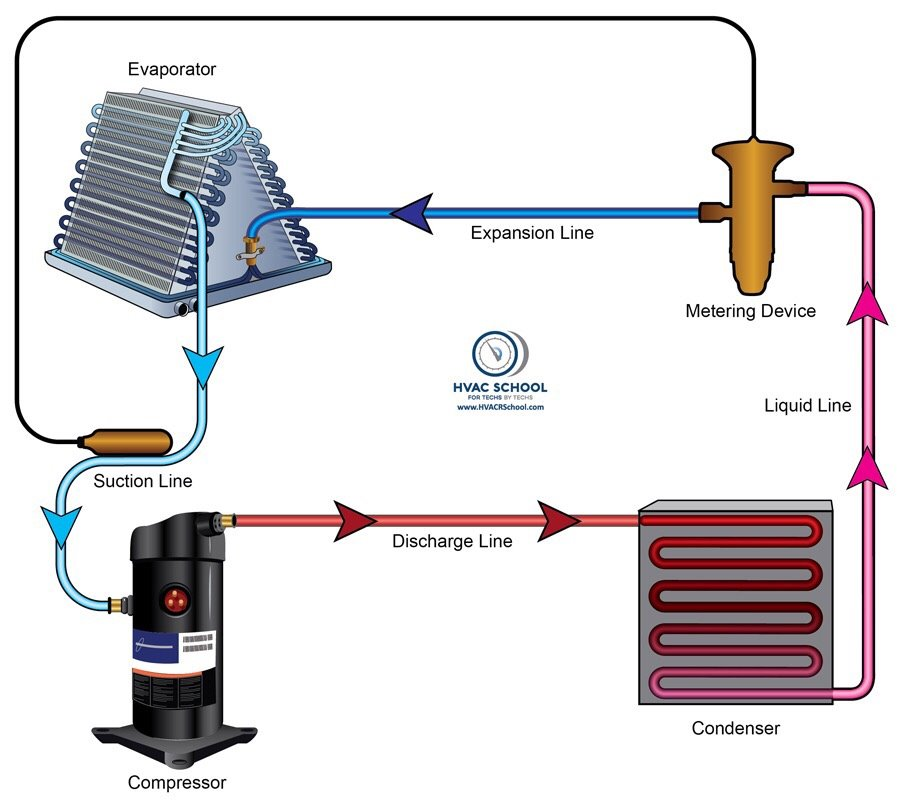 Evaporator
Expansion Line
Metering Device
HVAC SCHOOL
FOR TECHS BY TECHS
www.HVACRSchool.com
Liquid Line
Suction Line
Discharge Line
Condenser
Compressor